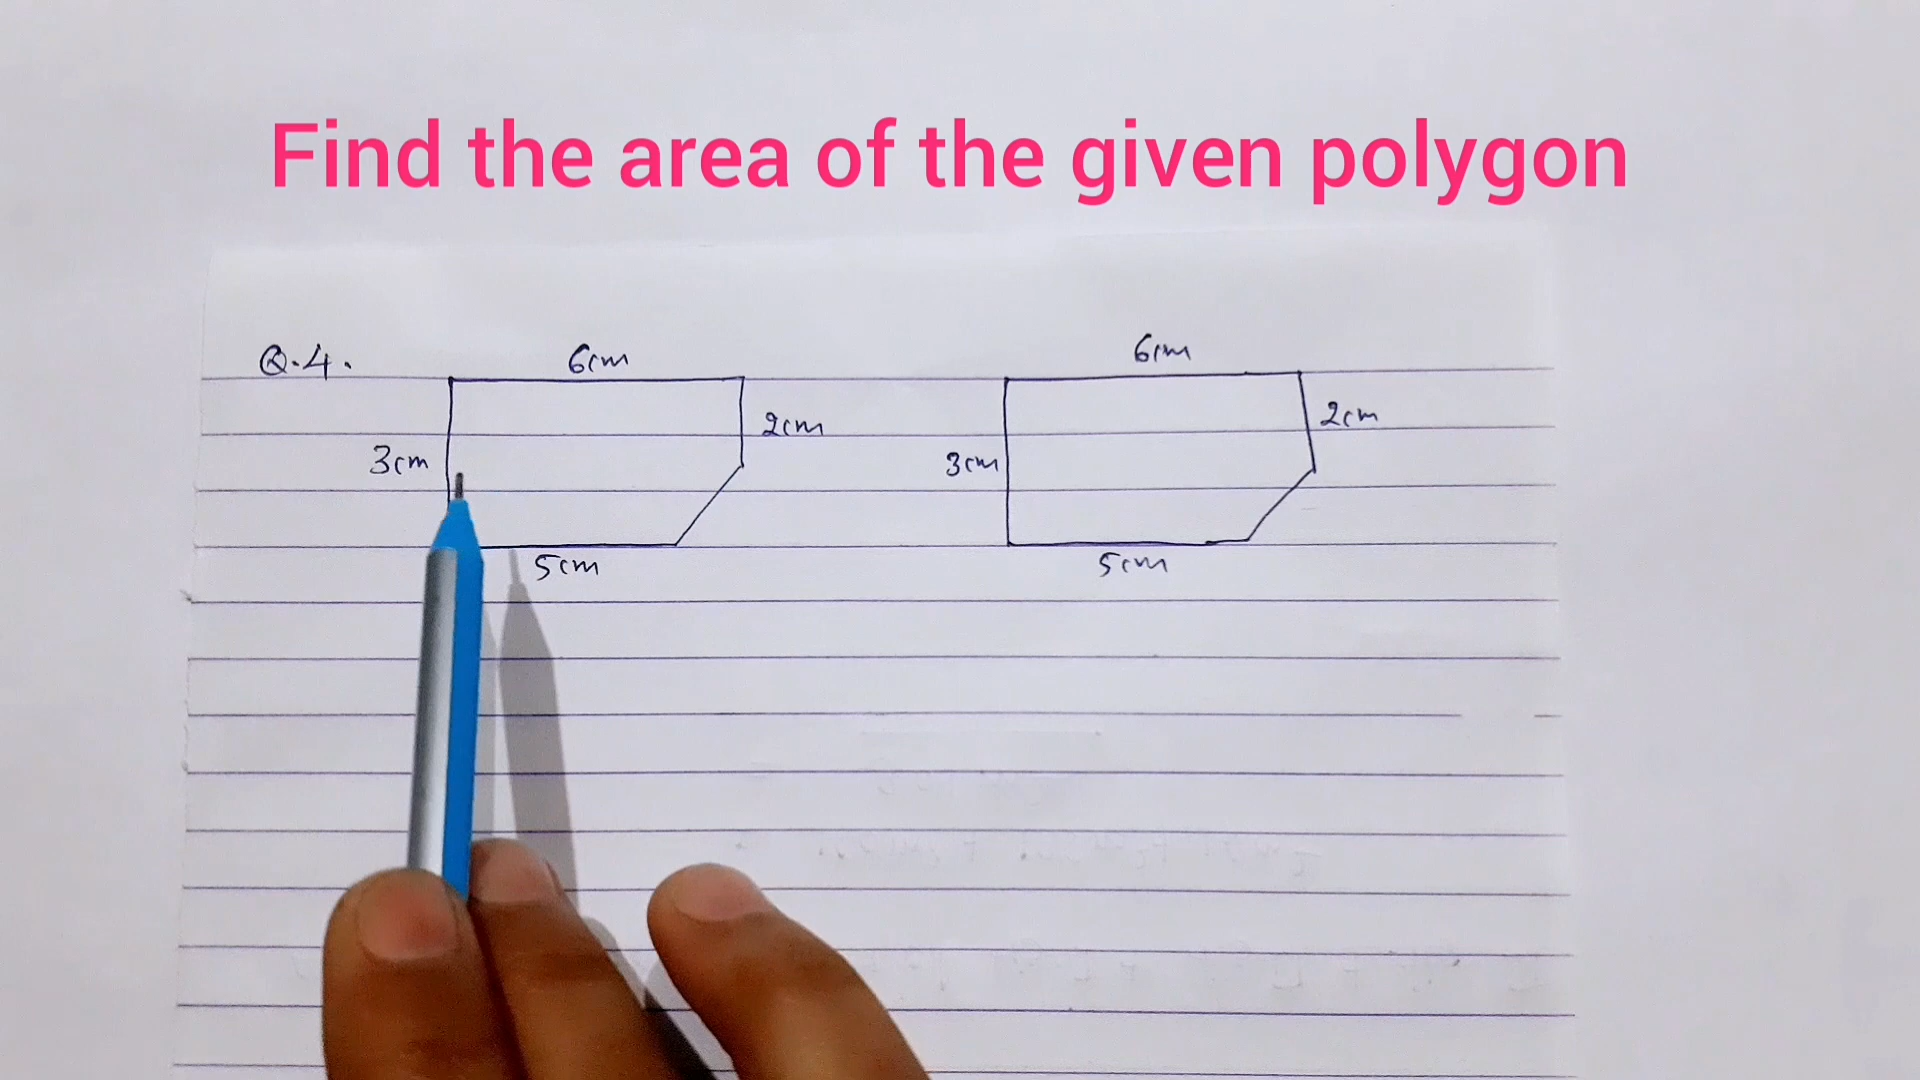 Find the area of the given polygon
Q.4.
6cm
6cm
2cm
2cm
3cm
3cm
5cm
5cm